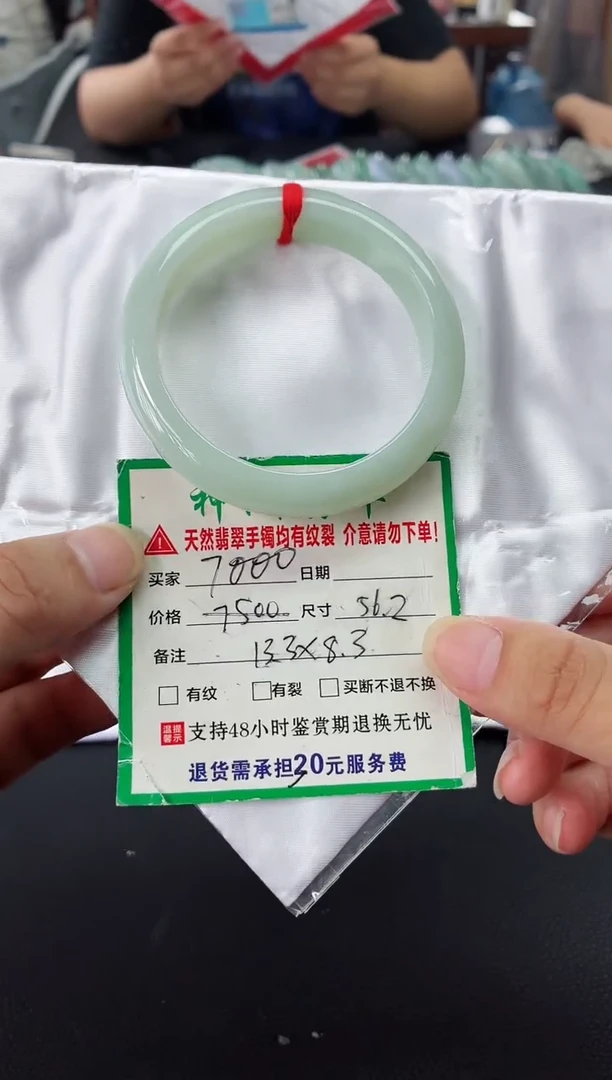 天然翡翠手镯均有纹裂 介意请勿下单!
买家 7000 日期
价格 7500 尺寸 56.2
备注 13.3×8.3
□ 有纹 □ 有裂 □ 买断不退不换
温馨提示 支持48小时鉴赏期退换无忧
退货需承担20元服务费